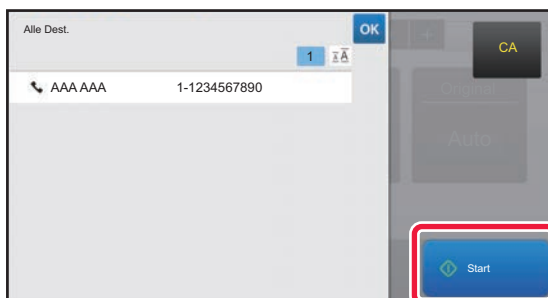 Alle Dest.
OK
CA
1
AAA AAA
1-1234567890
Original
Auto
Start